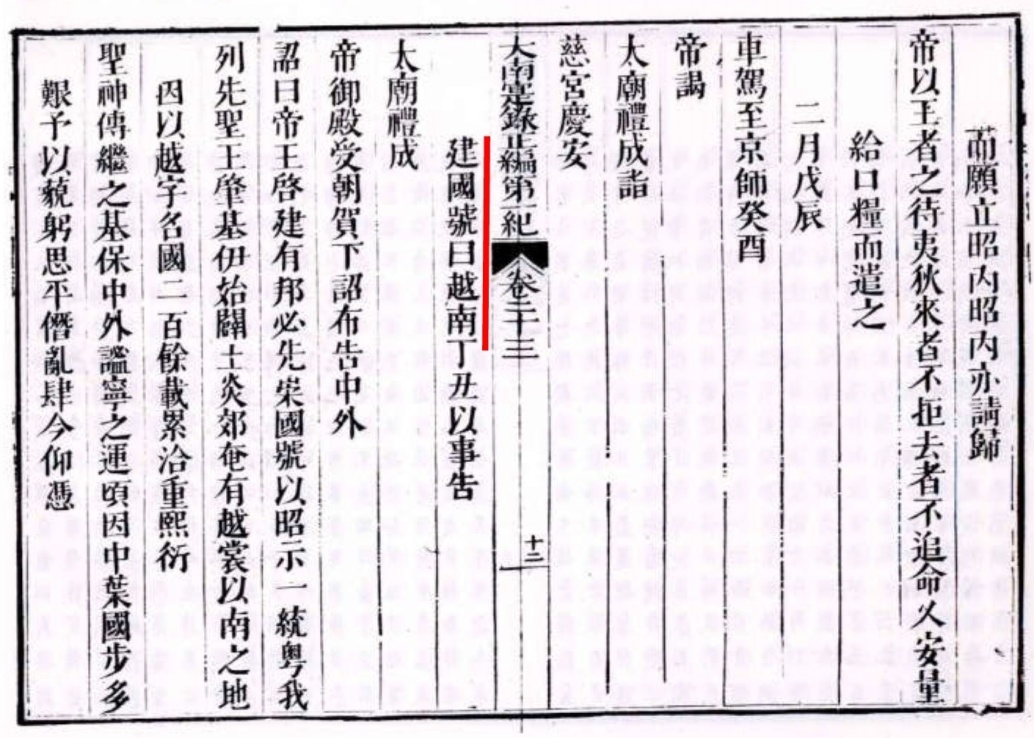 願立昭内昭内亦請歸
帝以王者之待夷狄來者不拒去者不追命乂安量
給口糧而遣之
二月戊辰
車駕至京師癸酉
帝謁
太廟禮成詣
慈宮慶安
大南寔錄正編第一紀 卷二十三 十二
建國號曰越南丁丑以事告
太廟禮成
帝御殿受朝賀下詔布告中外
詔曰帝王啓建有邦必先崇國號以昭示一統粤我
列先聖王肇基伊始闢土炎郊奄有越裳以南之地
因以越字名國二百餘載累洽重熙衍
聖神傳繼之基保中外謐寧之運頃因中葉國步多
艱予以藐躬思平僭亂肆今仰憑